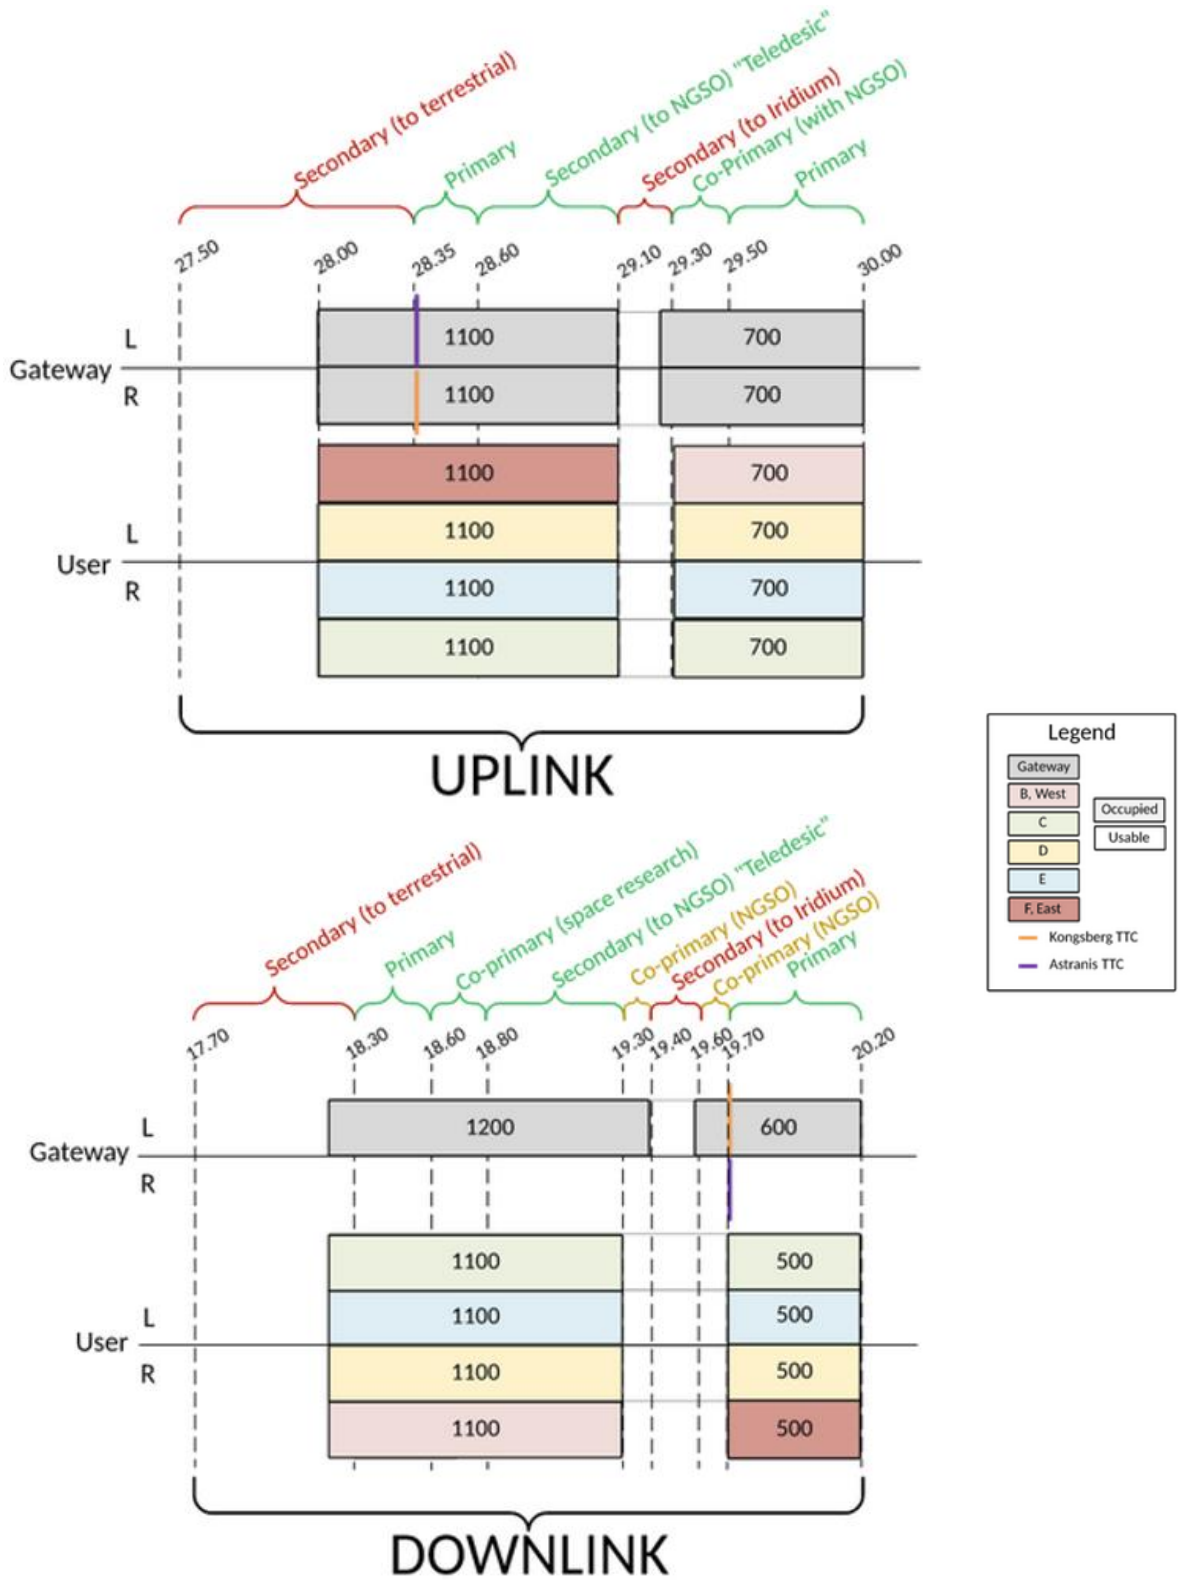 Secondary (to terrestrial)
Primary
Secondary (to NGSO) "Teledesic"
Secondary (to Iridium)
Co-Primary (with NGSO)
Primary
27.50
28.00
28.35
28.60
29.10
29.30
29.50
30.00
L
1100
700
Gateway
R
1100
700
1100
700
L
1100
700
User
R
1100
700
1100
700
UPLINK
Legend
Gateway
B, West
C
D
E
F, East
Occupied
Usable
Kongsberg TTC
Astranis TTC
Secondary (to terrestrial)
Primary
Co-primary (space research)
Secondary (to NGSO) "Teledesic"
Co-primary (NGSO)
Secondary (to Iridium)
Co-primary (NGSO)
Primary
17.70
18.30
18.60
18.80
19.30
19.40
19.60
19.70
20.20
L
1200
600
Gateway
R
1100
500
L
1100
500
User
R
1100
500
1100
500
DOWNLINK